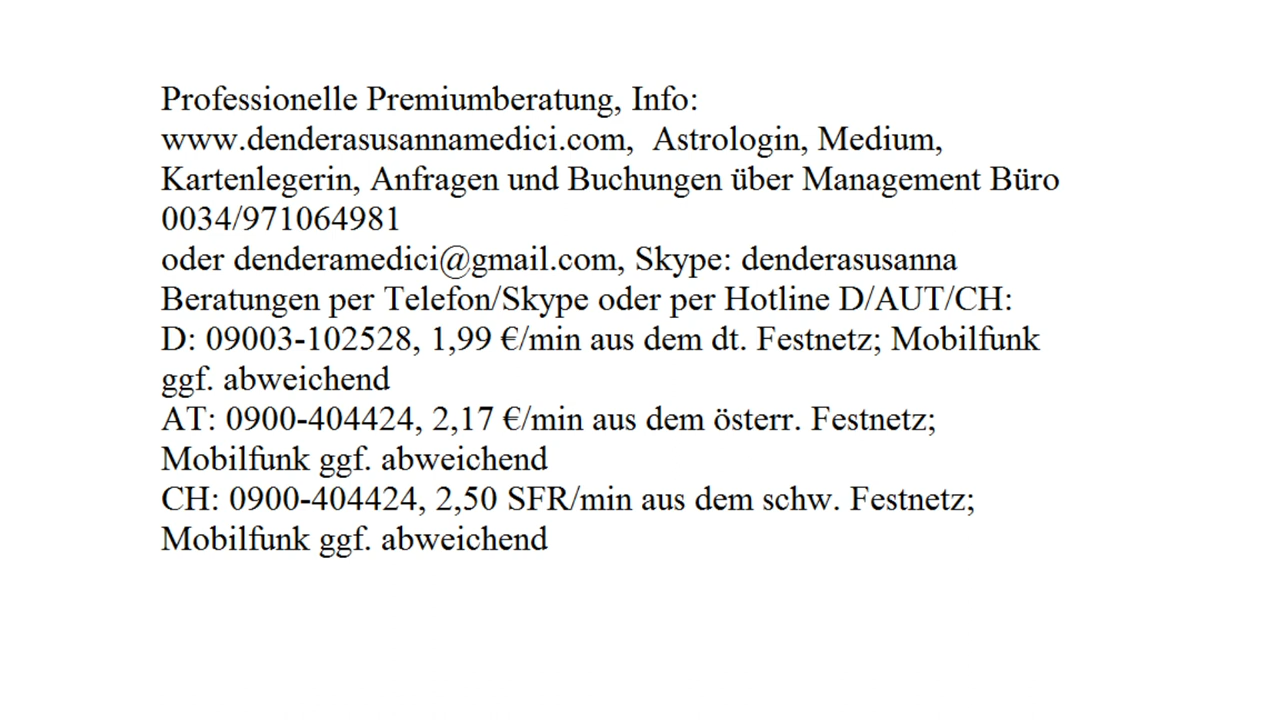 Professionelle Premiumberatung, Info:
www.denderasusannamedici.com,  Astrologin, Medium,
Kartenlegerin, Anfragen und Buchungen über Management Büro
0034/971064981
oder denderamedici@gmail.com, Skype: denderasusanna
Beratungen per Telefon/Skype oder per Hotline D/AUT/CH:
D: 09003-102528, 1,99 €/min aus dem dt. Festnetz; Mobilfunk
ggf. abweichend
AT: 0900-404424, 2,17 €/min aus dem österr. Festnetz;
Mobilfunk ggf. abweichend
CH: 0900-404424, 2,50 SFR/min aus dem schw. Festnetz;
Mobilfunk ggf. abweichend